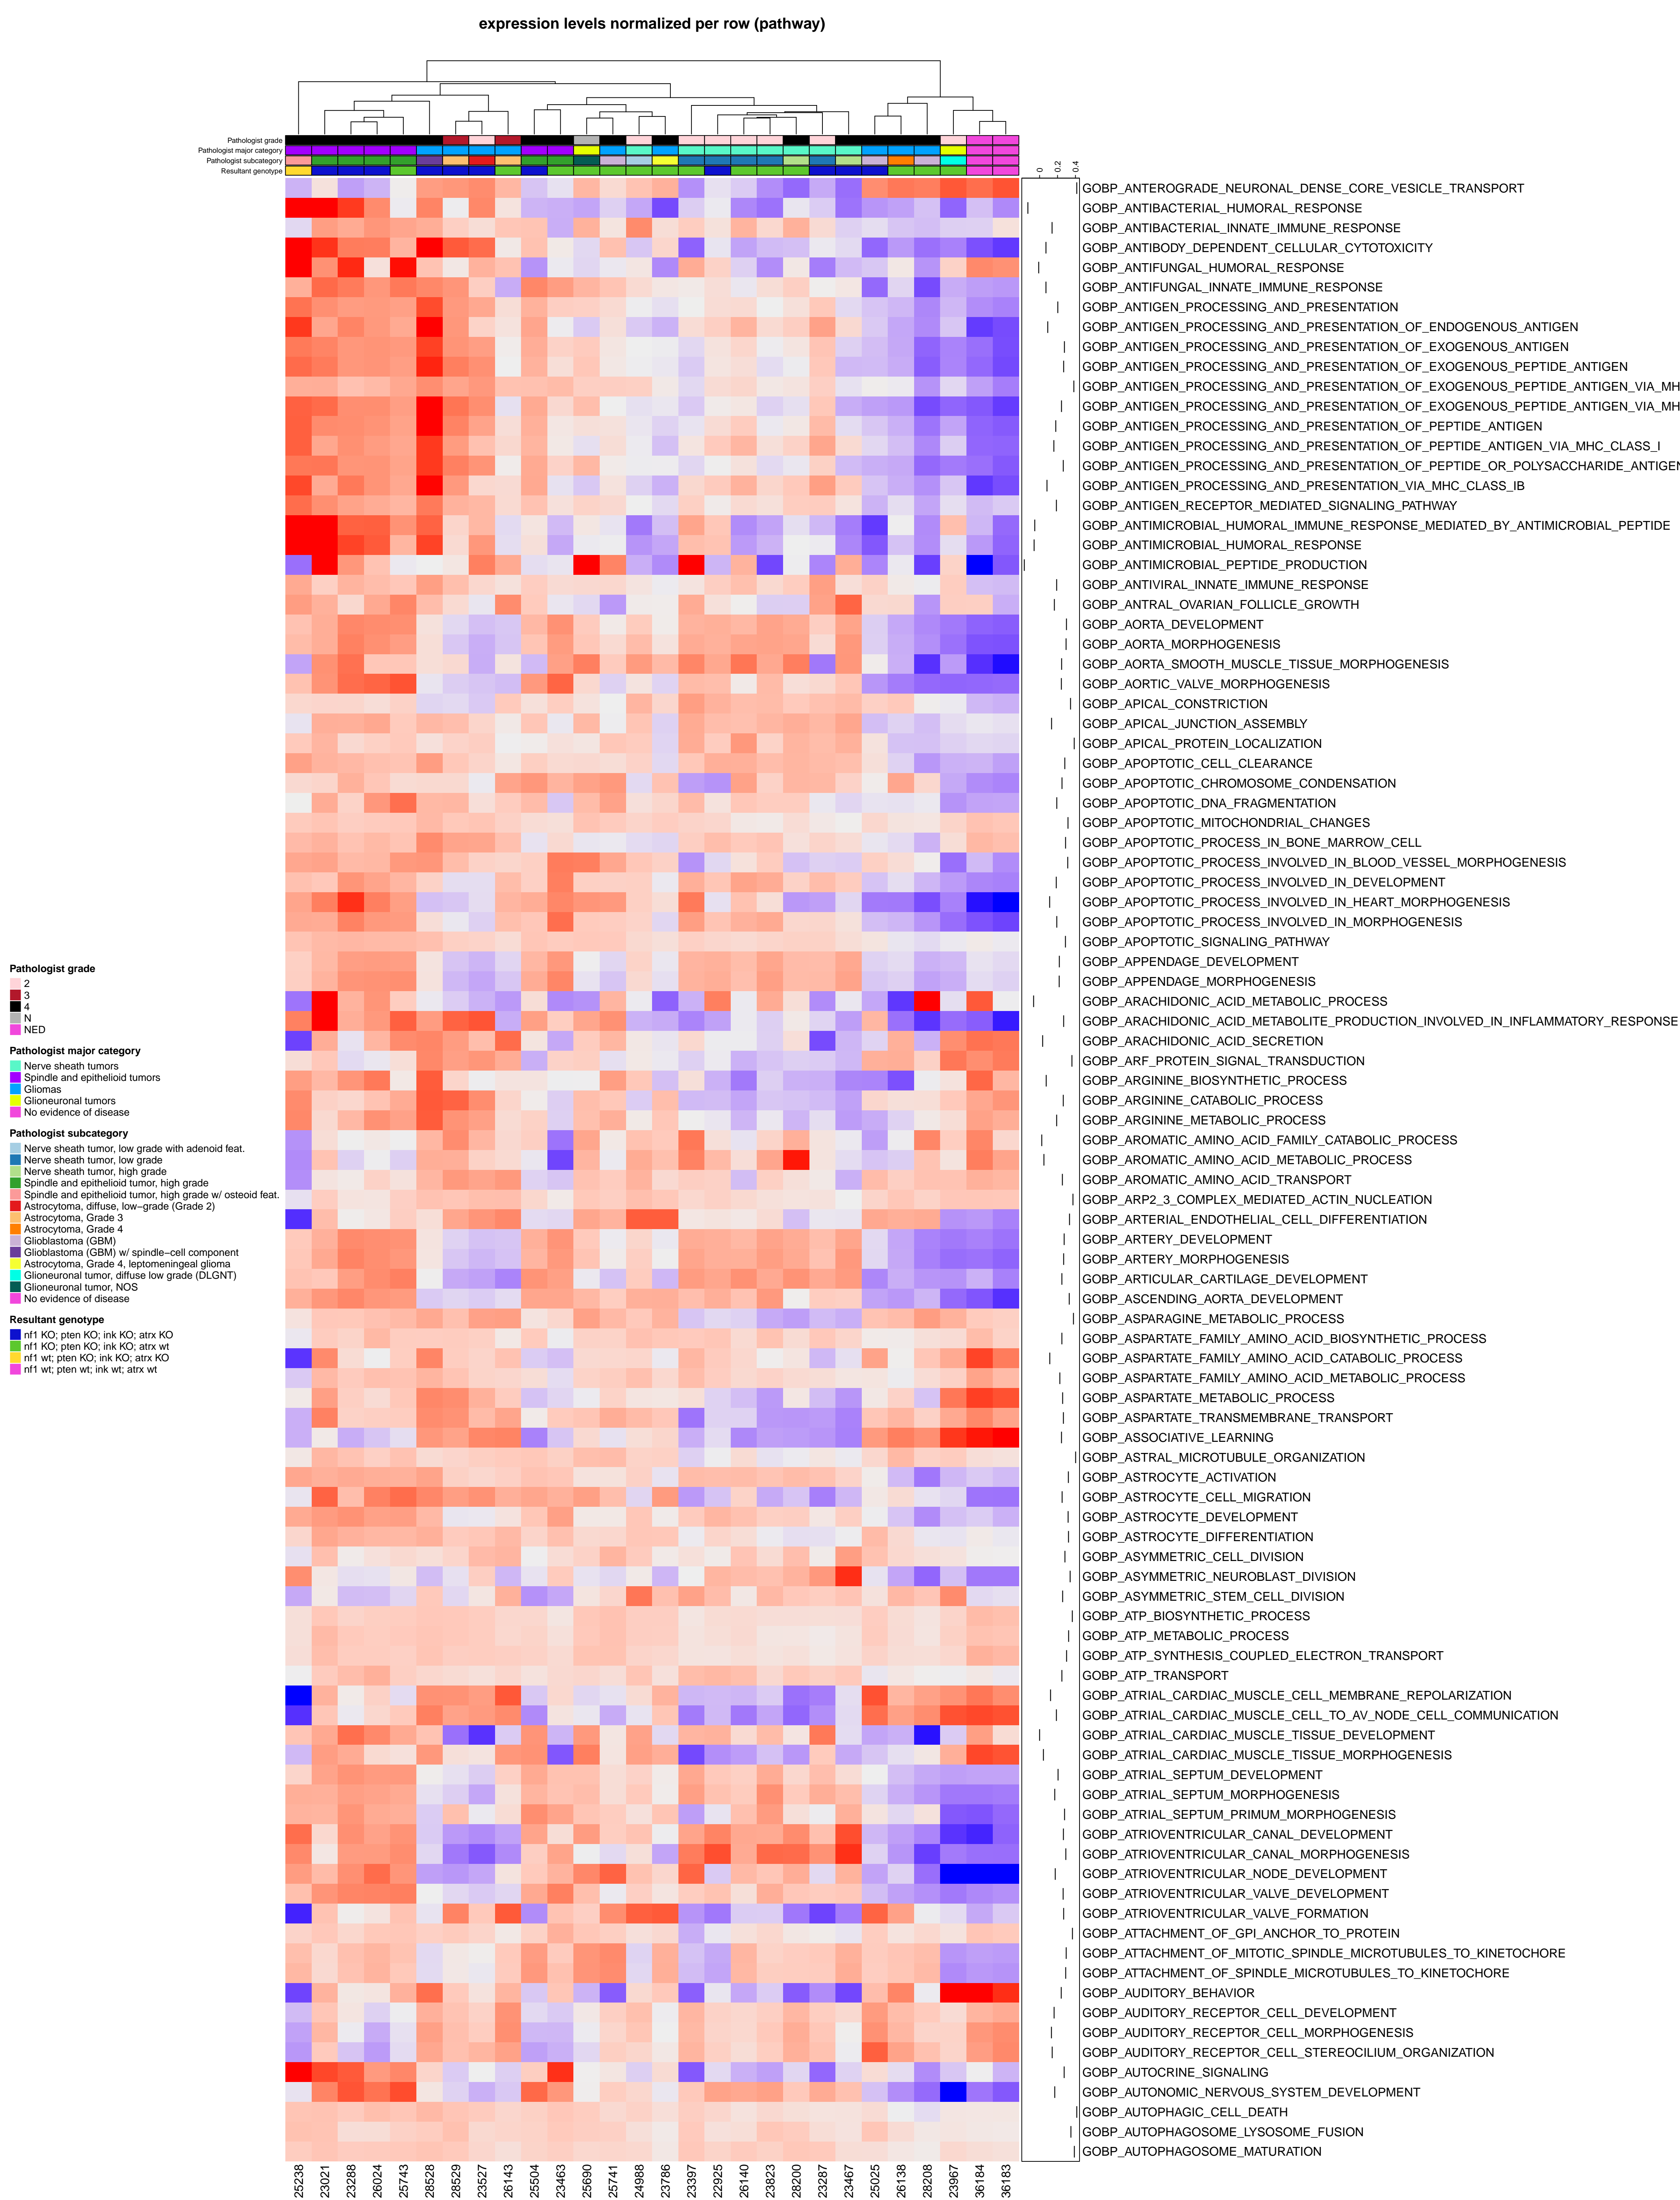 expression levels normalized per row (pathway)
Pathologist grade
Pathologist major category
Pathologist subcategory
Resultant genotype
0
0.2
0.4
GOBP_ANTEROGRADE_NEURONAL_DENSE_CORE_VESICLE_TRANSPORT
GOBP_ANTIBACTERIAL_HUMORAL_RESPONSE
GOBP_ANTIBACTERIAL_INNATE_IMMUNE_RESPONSE
GOBP_ANTIBODY_DEPENDENT_CELLULAR_CYTOTOXICITY
GOBP_ANTIFUNGAL_HUMORAL_RESPONSE
GOBP_ANTIFUNGAL_INNATE_IMMUNE_RESPONSE
GOBP_ANTIGEN_PROCESSING_AND_PRESENTATION
GOBP_ANTIGEN_PROCESSING_AND_PRESENTATION_OF_ENDOGENOUS_ANTIGEN
GOBP_ANTIGEN_PROCESSING_AND_PRESENTATION_OF_EXOGENOUS_ANTIGEN
GOBP_ANTIGEN_PROCESSING_AND_PRESENTATION_OF_EXOGENOUS_PEPTIDE_ANTIGEN
GOBP_ANTIGEN_PROCESSING_AND_PRESENTATION_OF_EXOGENOUS_PEPTIDE_ANTIGEN_VIA_MH
GOBP_ANTIGEN_PROCESSING_AND_PRESENTATION_OF_EXOGENOUS_PEPTIDE_ANTIGEN_VIA_MH
GOBP_ANTIGEN_PROCESSING_AND_PRESENTATION_OF_PEPTIDE_ANTIGEN
GOBP_ANTIGEN_PROCESSING_AND_PRESENTATION_OF_PEPTIDE_ANTIGEN_VIA_MHC_CLASS_I
GOBP_ANTIGEN_PROCESSING_AND_PRESENTATION_OF_PEPTIDE_OR_POLYSACCHARIDE_ANTIGEN
GOBP_ANTIGEN_PROCESSING_AND_PRESENTATION_VIA_MHC_CLASS_IB
GOBP_ANTIGEN_RECEPTOR_MEDIATED_SIGNALING_PATHWAY
GOBP_ANTIMICROBIAL_HUMORAL_IMMUNE_RESPONSE_MEDIATED_BY_ANTIMICROBIAL_PEPTIDE
GOBP_ANTIMICROBIAL_HUMORAL_RESPONSE
GOBP_ANTIMICROBIAL_PEPTIDE_PRODUCTION
GOBP_ANTIVIRAL_INNATE_IMMUNE_RESPONSE
GOBP_ANTRAL_OVARIAN_FOLLICLE_GROWTH
GOBP_AORTA_DEVELOPMENT
GOBP_AORTA_MORPHOGENESIS
GOBP_AORTA_SMOOTH_MUSCLE_TISSUE_MORPHOGENESIS
GOBP_AORTIC_VALVE_MORPHOGENESIS
GOBP_APICAL_CONSTRICTION
GOBP_APICAL_JUNCTION_ASSEMBLY
GOBP_APICAL_PROTEIN_LOCALIZATION
GOBP_APOPTOTIC_CELL_CLEARANCE
GOBP_APOPTOTIC_CHROMOSOME_CONDENSATION
GOBP_APOPTOTIC_DNA_FRAGMENTATION
GOBP_APOPTOTIC_MITOCHONDRIAL_CHANGES
GOBP_APOPTOTIC_PROCESS_IN_BONE_MARROW_CELL
GOBP_APOPTOTIC_PROCESS_INVOLVED_IN_BLOOD_VESSEL_MORPHOGENESIS
GOBP_APOPTOTIC_PROCESS_INVOLVED_IN_DEVELOPMENT
GOBP_APOPTOTIC_PROCESS_INVOLVED_IN_HEART_MORPHOGENESIS
GOBP_APOPTOTIC_PROCESS_INVOLVED_IN_MORPHOGENESIS
GOBP_APOPTOTIC_SIGNALING_PATHWAY
GOBP_APPENDAGE_DEVELOPMENT
GOBP_APPENDAGE_MORPHOGENESIS
GOBP_ARACHIDONIC_ACID_METABOLIC_PROCESS
GOBP_ARACHIDONIC_ACID_METABOLITE_PRODUCTION_INVOLVED_IN_INFLAMMATORY_RESPONSE
GOBP_ARACHIDONIC_ACID_SECRETION
GOBP_ARF_PROTEIN_SIGNAL_TRANSDUCTION
GOBP_ARGININE_BIOSYNTHETIC_PROCESS
GOBP_ARGININE_CATABOLIC_PROCESS
GOBP_ARGININE_METABOLIC_PROCESS
GOBP_AROMATIC_AMINO_ACID_FAMILY_CATABOLIC_PROCESS
GOBP_AROMATIC_AMINO_ACID_METABOLIC_PROCESS
GOBP_AROMATIC_AMINO_ACID_TRANSPORT
GOBP_ARP2_3_COMPLEX_MEDIATED_ACTIN_NUCLEATION
GOBP_ARTERIAL_ENDOTHELIAL_CELL_DIFFERENTIATION
GOBP_ARTERY_DEVELOPMENT
GOBP_ARTERY_MORPHOGENESIS
GOBP_ARTICULAR_CARTILAGE_DEVELOPMENT
GOBP_ASCENDING_AORTA_DEVELOPMENT
GOBP_ASPARAGINE_METABOLIC_PROCESS
GOBP_ASPARTATE_FAMILY_AMINO_ACID_BIOSYNTHETIC_PROCESS
GOBP_ASPARTATE_FAMILY_AMINO_ACID_CATABOLIC_PROCESS
GOBP_ASPARTATE_FAMILY_AMINO_ACID_METABOLIC_PROCESS
GOBP_ASPARTATE_METABOLIC_PROCESS
GOBP_ASPARTATE_TRANSMEMBRANE_TRANSPORT
GOBP_ASSOCIATIVE_LEARNING
GOBP_ASTRAL_MICROTUBULE_ORGANIZATION
GOBP_ASTROCYTE_ACTIVATION
GOBP_ASTROCYTE_CELL_MIGRATION
GOBP_ASTROCYTE_DEVELOPMENT
GOBP_ASTROCYTE_DIFFERENTIATION
GOBP_ASYMMETRIC_CELL_DIVISION
GOBP_ASYMMETRIC_NEUROBLAST_DIVISION
GOBP_ASYMMETRIC_STEM_CELL_DIVISION
GOBP_ATP_BIOSYNTHETIC_PROCESS
GOBP_ATP_METABOLIC_PROCESS
GOBP_ATP_SYNTHESIS_COUPLED_ELECTRON_TRANSPORT
GOBP_ATP_TRANSPORT
GOBP_ATRIAL_CARDIAC_MUSCLE_CELL_MEMBRANE_REPOLARIZATION
GOBP_ATRIAL_CARDIAC_MUSCLE_CELL_TO_AV_NODE_CELL_COMMUNICATION
GOBP_ATRIAL_CARDIAC_MUSCLE_TISSUE_DEVELOPMENT
GOBP_ATRIAL_CARDIAC_MUSCLE_TISSUE_MORPHOGENESIS
GOBP_ATRIAL_SEPTUM_DEVELOPMENT
GOBP_ATRIAL_SEPTUM_MORPHOGENESIS
GOBP_ATRIAL_SEPTUM_PRIMUM_MORPHOGENESIS
GOBP_ATRIOVENTRICULAR_CANAL_DEVELOPMENT
GOBP_ATRIOVENTRICULAR_CANAL_MORPHOGENESIS
GOBP_ATRIOVENTRICULAR_NODE_DEVELOPMENT
GOBP_ATRIOVENTRICULAR_VALVE_DEVELOPMENT
GOBP_ATRIOVENTRICULAR_VALVE_FORMATION
GOBP_ATTACHMENT_OF_GPI_ANCHOR_TO_PROTEIN
GOBP_ATTACHMENT_OF_MITOTIC_SPINDLE_MICROTUBULES_TO_KINETOCHORE
GOBP_ATTACHMENT_OF_SPINDLE_MICROTUBULES_TO_KINETOCHORE
GOBP_AUDITORY_BEHAVIOR
GOBP_AUDITORY_RECEPTOR_CELL_DEVELOPMENT
GOBP_AUDITORY_RECEPTOR_CELL_MORPHOGENESIS
GOBP_AUDITORY_RECEPTOR_CELL_STEREOCILIUM_ORGANIZATION
GOBP_AUTOCRINE_SIGNALING
GOBP_AUTONOMIC_NERVOUS_SYSTEM_DEVELOPMENT
GOBP_AUTOPHAGIC_CELL_DEATH
GOBP_AUTOPHAGOSOME_LYSOSOME_FUSION
GOBP_AUTOPHAGOSOME_MATURATION
Pathologist grade
2
3
4
N
NED
Pathologist major category
Nerve sheath tumors
Spindle and epithelioid tumors
Gliomas
Glioneuronal tumors
No evidence of disease
Pathologist subcategory
Nerve sheath tumor, low grade with adenoid feat.
Nerve sheath tumor, low grade
Nerve sheath tumor, high grade
Spindle and epithelioid tumor, high grade
Spindle and epithelioid tumor, high grade w/ osteoid feat.
Astrocytoma, diffuse, low−grade (Grade 2)
Astrocytoma, Grade 3
Astrocytoma, Grade 4
Glioblastoma (GBM)
Glioblastoma (GBM) w/ spindle−cell component
Astrocytoma, Grade 4, leptomeningeal glioma
Glioneuronal tumor, diffuse low grade (DLGNT)
Glioneuronal tumor, NOS
No evidence of disease
Resultant genotype
nf1 KO; pten KO; ink KO; atrx KO
nf1 KO; pten KO; ink KO; atrx wt
nf1 wt; pten KO; ink KO; atrx KO
nf1 wt; pten wt; ink wt; atrx wt
25238
23021
23288
26024
25743
28528
28529
23527
26143
25504
23463
25690
25741
24988
23786
23397
22925
26140
23823
28200
23287
23467
25025
26138
28208
23967
36184
36183